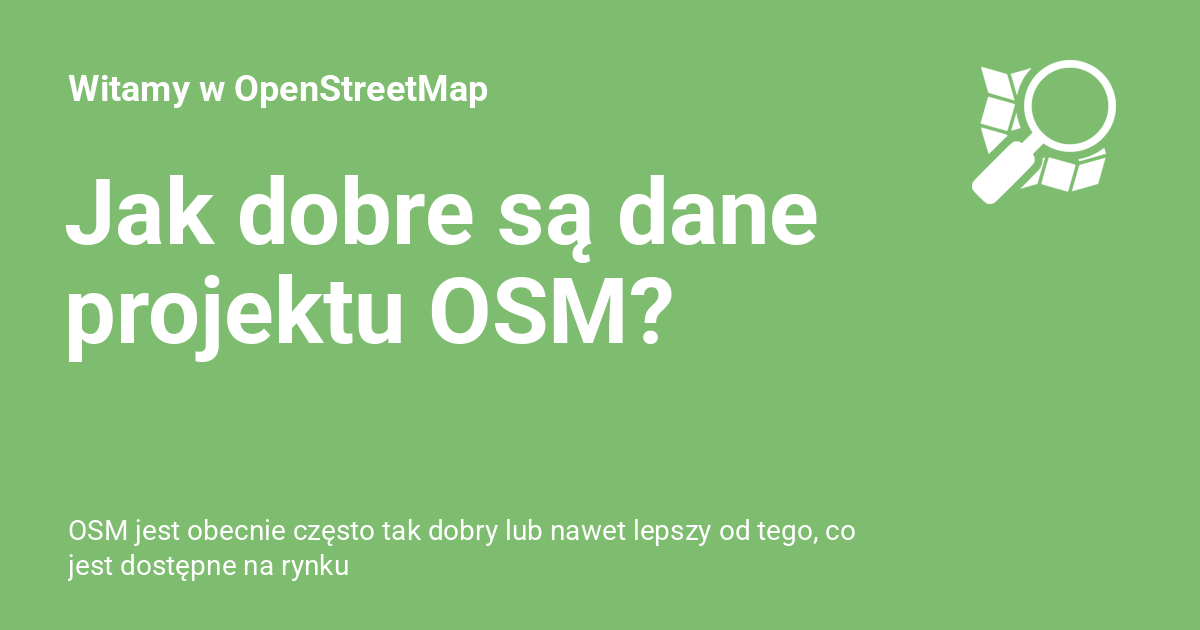 Witamy w OpenStreetMap
Jak dobre są dane
projektu OSM?
OSM jest obecnie często tak dobry lub nawet lepszy od tego, co
jest dostępne na rynku